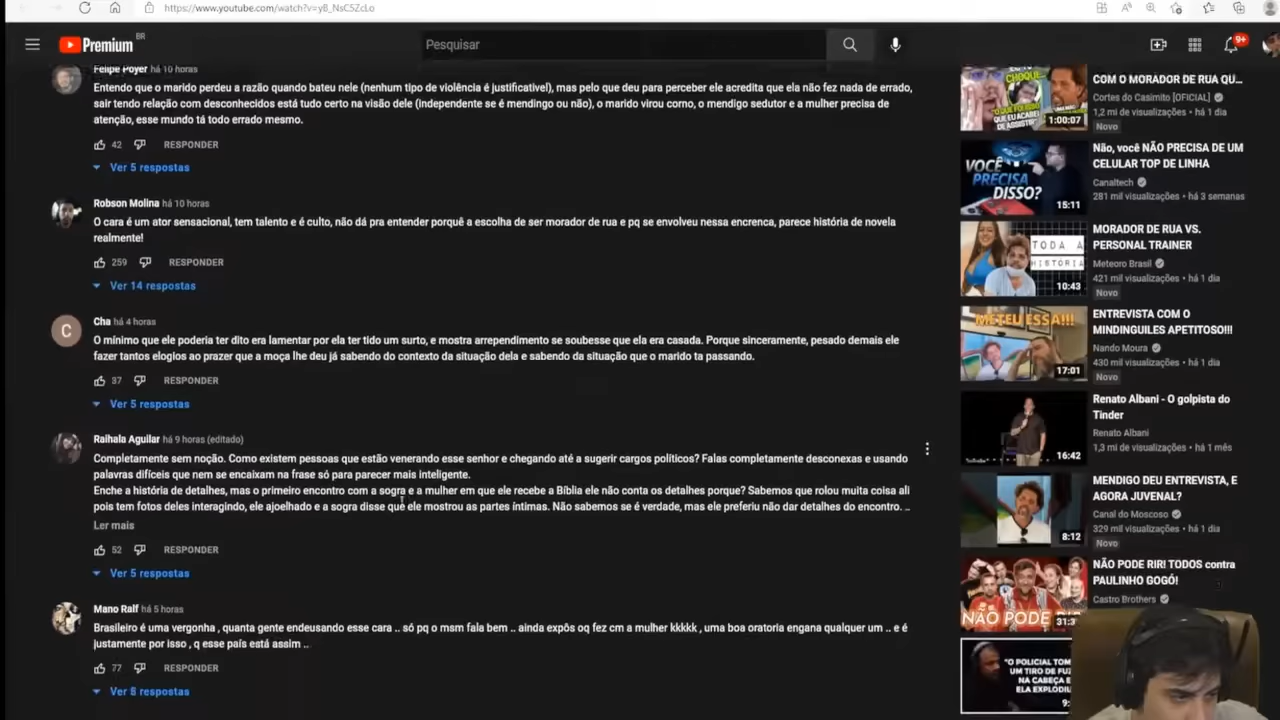 https://www.youtube.com/watch?v=yB_NsC5ZcLo
Premium BR
Pesquisar
9+
Felipe Poyer há 10 horas
Entendo que o marido perdeu a razão quando bateu nele (nenhum tipo de violência é justificativel), mas pelo que deu para perceber ele acredita que ela não fez nada de errado,
sair tendo relação com desconhecidos está tudo certo na visão dele (independente se é mendingo ou não), o marido virou corno, o mendigo sedutor e a mulher precisa de
atenção, esse mundo tá todo errado mesmo.
42 RESPONDER
Ver 5 respostas
Robson Molina há 10 horas
O cara é um ator sensacional, tem talento e é culto, não dá pra entender porquê a escolha de ser morador de rua e pq se envolveu nessa encrenca, parece história de novela
realmente!
259 RESPONDER
Ver 14 respostas
C
Cha há 4 horas
O mínimo que ele poderia ter dito era lamentar por ela ter tido um surto, e mostra arrependimento se soubesse que ela era casada. Porque sinceramente, pesado demais ele
fazer tantos elogios ao prazer que a moça lhe deu já sabendo do contexto da situação dela e sabendo da situação que o marido ta passando.
37 RESPONDER
Ver 5 respostas
Raihala Aguilar há 9 horas (editado)
Completamente sem noção. Como existem pessoas que estão venerando esse senhor e chegando até a sugerir cargos políticos? Falas completamente desconexas e usando
palavras difíceis que nem se encaixam na frase só para parecer mais inteligente.
Enche a história de detalhes, mas o primeiro encontro com a sogra e a mulher em que ele recebe a Bíblia ele não conta os detalhes porque? Sabemos que rolou muita coisa ali
pois tem fotos deles interagindo, ele ajoelhado e a sogra disse que ele mostrou as partes íntimas. Não sabemos se é verdade, mas ele preferiu não dar detalhes do encontro. ..
Ler mais
52 RESPONDER
Ver 5 respostas
Mano Ralf há 5 horas
Brasileiro é uma vergonha , quanta gente endeusando esse cara .. só pq o msm fala bem .. ainda expôs oq fez cm a mulher kkkkk , uma boa oratoria engana qualquer um .. e é
justamente por isso , q esse país está assim ..
77 RESPONDER
Ver 8 respostas
CHOQUE
1:00:07
COM O MORADOR DE RUA QU...
Cortes do Casimito [OFICIAL]
1,2 mi de visualizações • há 1 dia
Novo
VOCÊ
PRECISA
DISSO?
15:11
Não, você NÃO PRECISA DE UM
CELULAR TOP DE LINHA
Canaltech
281 mil visualizações • há 3 semanas
TODA A
HISTÓRIA
10:43
MORADOR DE RUA VS.
PERSONAL TRAINER
Meteoro Brasil
421 mil visualizações • há 1 dia
Novo
METEU ESSA!!!
17:01
ENTREVISTA COM O
MINDINGUILES APETITOSO!!!
Nando Moura
430 mil visualizações • há 1 dia
Novo
16:42
Renato Albani - O golpista do
Tinder
Renato Albani
1,3 mi de visualizações • há 1 mês
8:12
MENDIGO DEU ENTREVISTA, E
AGORA JUVENAL?
Canal do Moscoso
329 mil visualizações • há 1 dia
Novo
NÃO PODE
31:3
NÃO PODE RIR! TODOS contra
PAULINHO GOGÓ!
Castro Brothers
"O POLICIAL TOM
UM TIRO DE FUZ
NA CABEÇA E
ELA EXPLODIU
9: